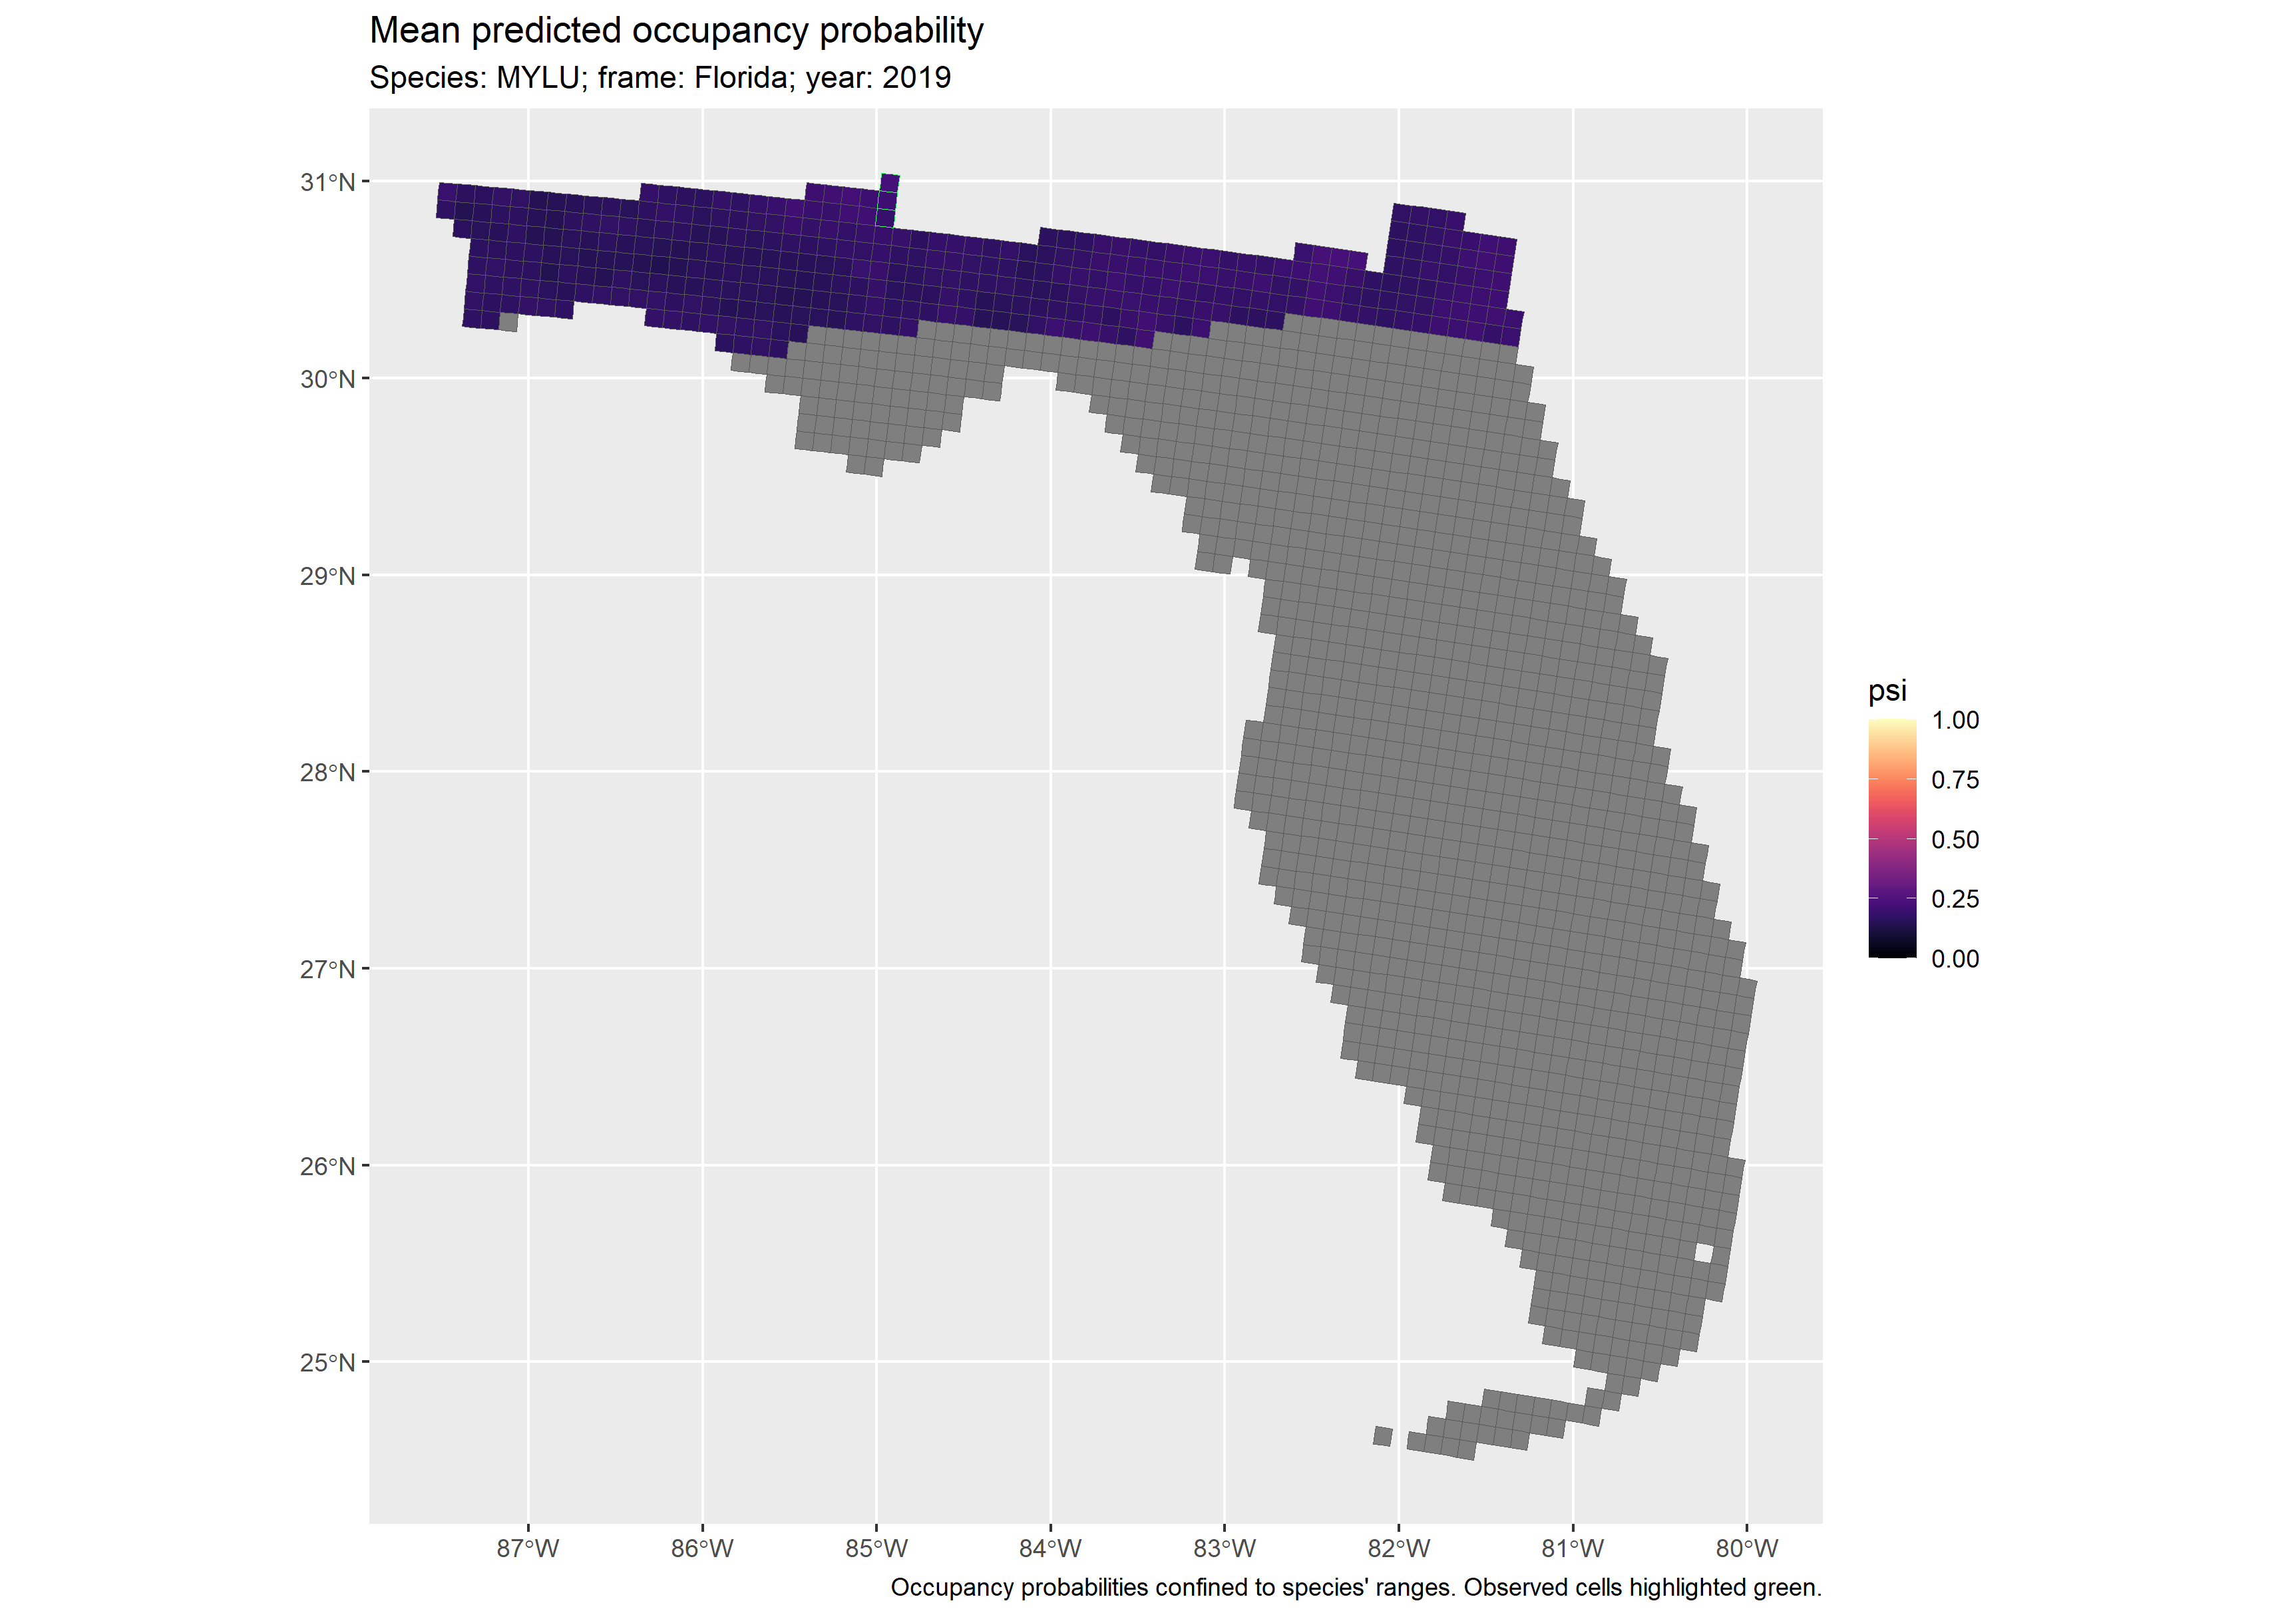 Mean predicted occupancy probability
Species: MYLU; frame: Florida; year: 2019
31°N
30°N
29°N
28°N
27°N
26°N
25°N
87°W 86°W 85°W 84°W 83°W 82°W 81°W 80°W
psi
1.00
0.75
0.50
0.25
0.00
Occupancy probabilities confined to species' ranges. Observed cells highlighted green.